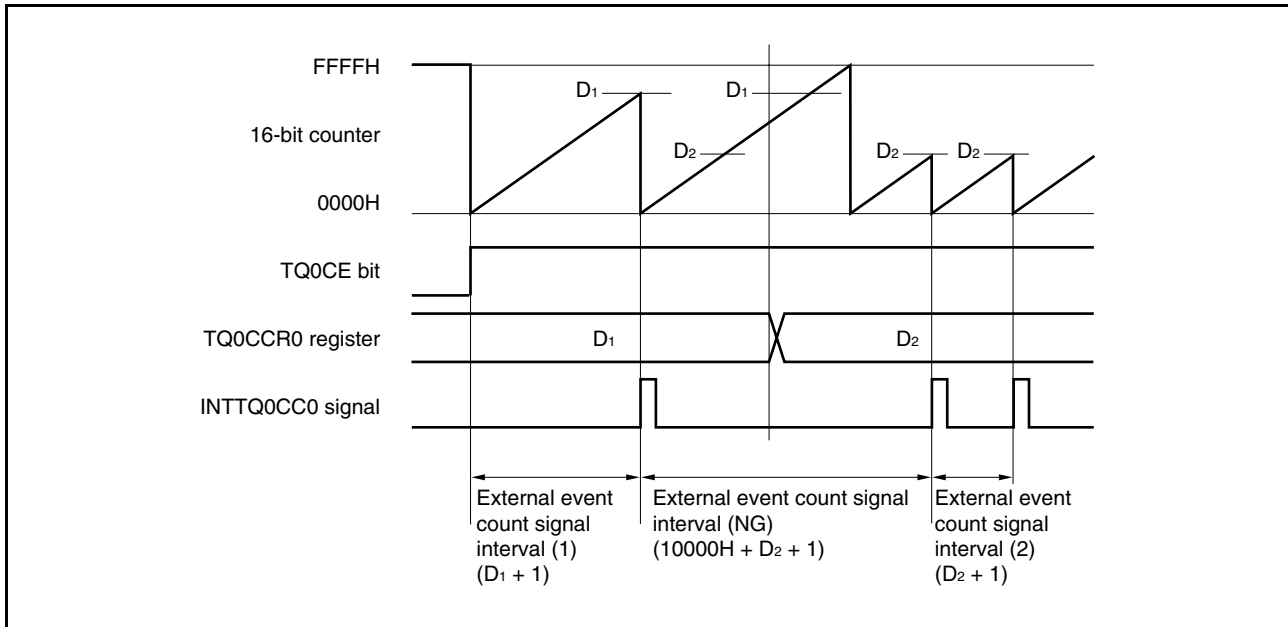 FFFFH
D1
D1
16-bit counter
D2
D2
D2
0000H
TQ0CE bit
TQ0CCR0 register
D1
D2
INTTQ0CC0 signal
External event
count signal
interval (1)
(D1 + 1)
External event count signal
interval (NG)
(10000H + D2 + 1)
External event
count signal
interval (2)
(D2 + 1)